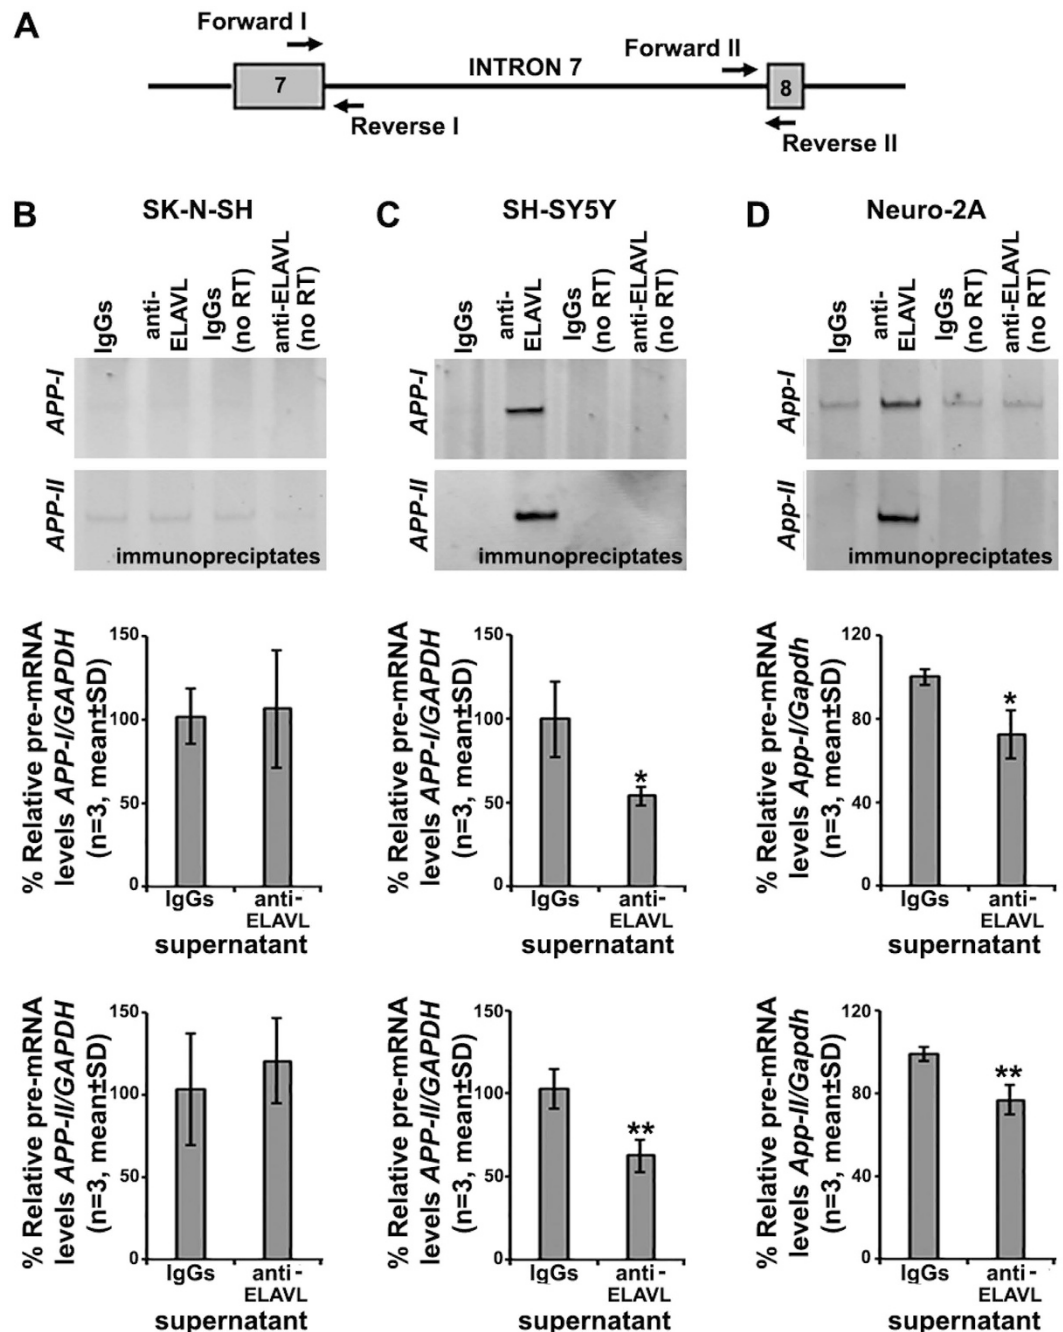 A
Forward I
Forward II
INTRON 7
7
8
Reverse I
Reverse II
B
SK-N-SH
IgGs
anti-
ELAVL
IgGs
(no RT)
anti-ELAVL
(no RT)
APP-I
APP-II
immunopreciptates
C
SH-SY5Y
IgGs
anti-
ELAVL
IgGs
(no RT)
anti-ELAVL
(no RT)
APP-I
APP-II
immunopreciptates
D
Neuro-2A
IgGs
anti-
ELAVL
IgGs
(no RT)
anti-ELAVL
(no RT)
App-I
App-II
immunopreciptates
% Relative pre-mRNA
levels APP-I/GAPDH
(n=3, mean±SD)
150
100
50
0
IgGs
anti-
ELAVL
supernatant
% Relative pre-mRNA
levels APP-I/GAPDH
(n=3, mean±SD)
150
100
50
0
*
IgGs
anti-
ELAVL
supernatant
% Relative pre-mRNA
levels App-I/Gapdh
(n=3, mean±SD)
120
80
40
0
*
IgGs
anti-
ELAVL
supernatant
% Relative pre-mRNA
levels APP-II/GAPDH
(n=3, mean±SD)
150
100
50
0
IgGs
anti-
ELAVL
supernatant
% Relative pre-mRNA
levels APP-II/GAPDH
(n=3, mean±SD)
150
100
50
0
**
IgGs
anti-
ELAVL
supernatant
% Relative pre-mRNA
levels App-II/Gapdh
(n=3, mean±SD)
120
80
40
0
**
IgGs
anti-
ELAVL
supernatant